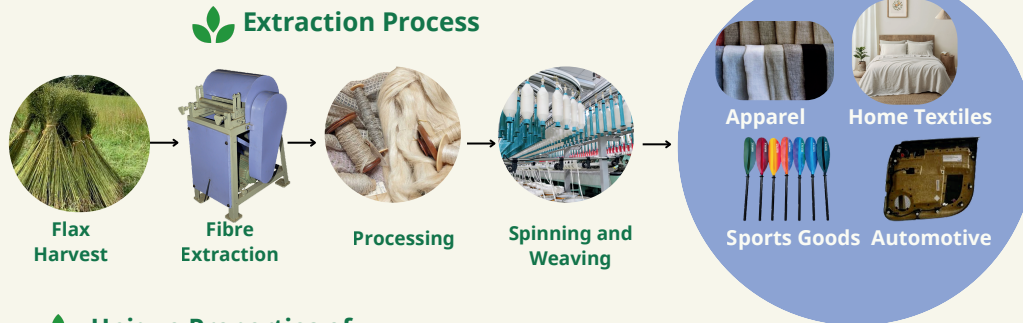 Extraction Process
Apparel
Home Textiles
Flax
Harvest
Fibre
Extraction
Processing
Spinning and
Weaving
Sports Goods
Automotive